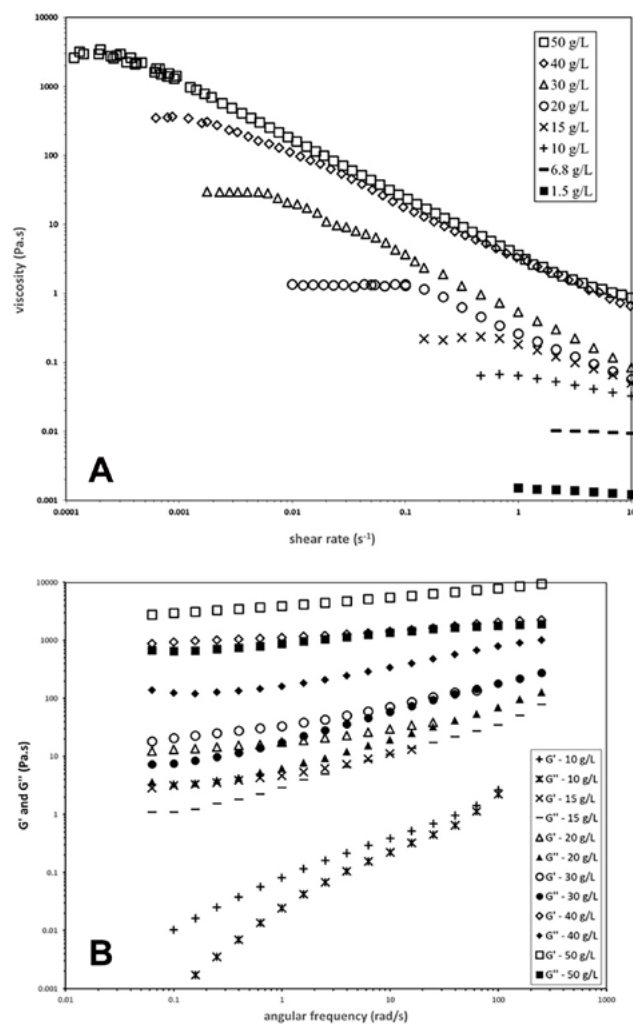 10000
1000
100
10
1
0.1
0.01
0.001
viscosity (Pa.s)
50 g/L
40 g/L
30 g/L
20 g/L
15 g/L
10 g/L
6.8 g/L
1.5 g/L
A
0.0001
0.001
0.01
0.1
1
10
shear rate (s⁻¹)
10000
1000
100
10
1
0.1
0.01
0.001
G' and G'' (Pa.s)
G' - 10 g/L
G'' - 10 g/L
G' - 15 g/L
G'' - 15 g/L
G' - 20 g/L
G'' - 20 g/L
G' - 30 g/L
G'' - 30 g/L
G' - 40 g/L
G'' - 40 g/L
G' - 50 g/L
G'' - 50 g/L
B
0.01
0.1
1
10
100
1000
angular frequency (rad/s)